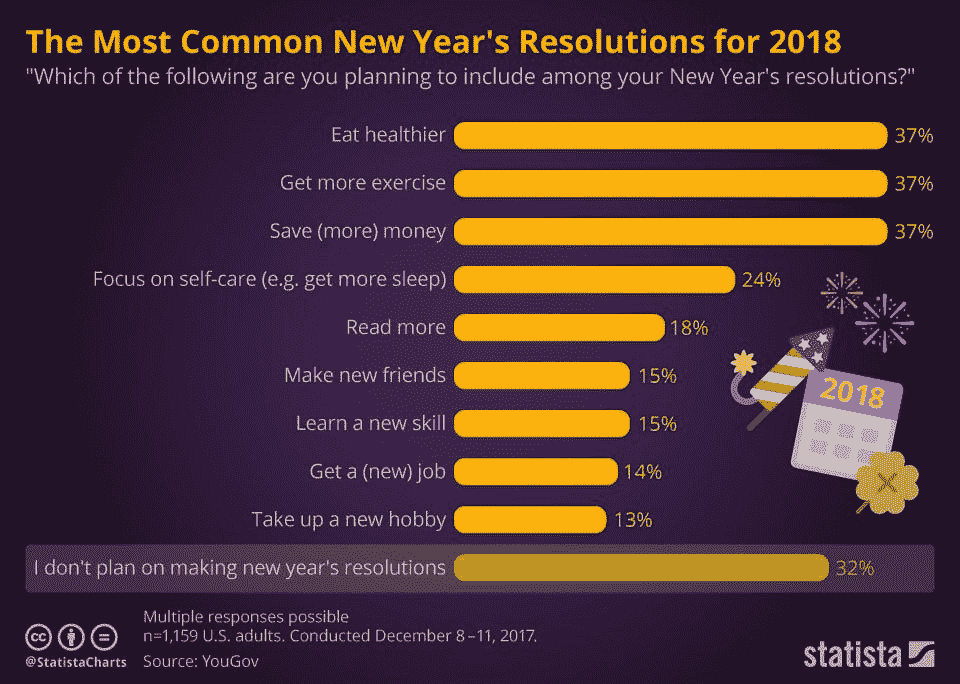 The Most Common New Year's Resolutions for 2018
"Which of the following are you planning to include among your New Year's resolutions?"
Eat healthier 37%
Get more exercise 37%
Save (more) money 37%
Focus on self-care (e.g. get more sleep) 24%
Read more 18%
Make new friends 15%
Learn a new skill 15%
Get a (new) job 14%
Take up a new hobby 13%
I don't plan on making new year's resolutions 32%
2018
Multiple responses possible
n=1,159 U.S. adults. Conducted December 8–11, 2017.
cc
@StatistaCharts Source: YouGov
statista